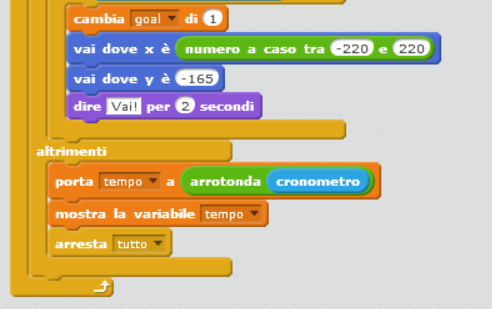 cambia goal di 1
vai dove x è numero a caso tra -220 e 220
vai dove y è -165
dire Vai! per 2 secondi
altrimenti
porta tempo a arrotonda cronometro
mostra la variabile tempo
arresta tutto